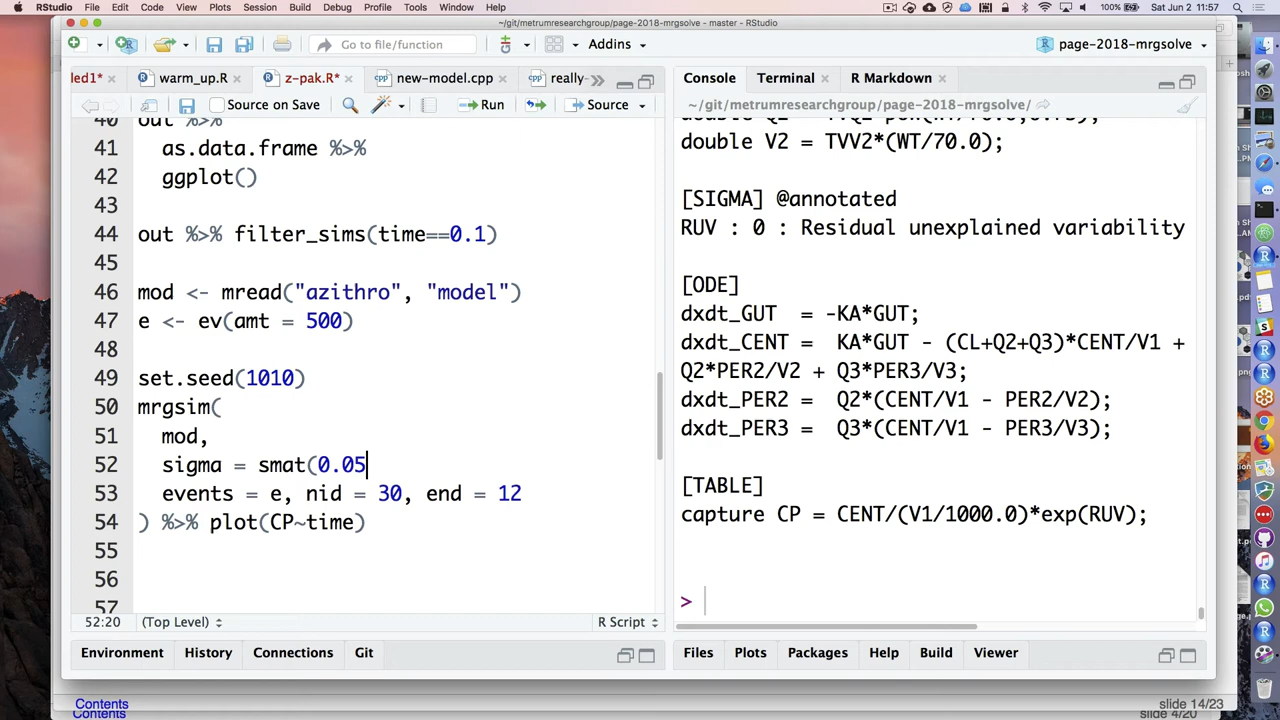 RStudio File Edit Code View Plots Session Build Debug Profile Tools Window Help 100% Sat Jun 2 11:57
~/git/metrumresearchgroup/page-2018-mrgsolve - master - RStudio
Go to file/function Addins page-2018-mrgsolve
led1* warm_up.R z-pak.R* new-model.cpp really-
Source on Save Run Source
40 out %>%
41 as.data.frame %>%
42 ggplot()
43
44 out %>% filter_sims(time==0.1)
45
46 mod <- mread("azithro", "model")
47 e <- ev(amt = 500)
48
49 set.seed(1010)
50 mrgsim(
51 mod,
52 sigma = smat(0.05
53 events = e, nid = 30, end = 12
54 ) %>% plot(CP~time)
55
56
57
52:20 (Top Level) R Script
Environment History Connections Git
Console Terminal R Markdown
~/git/metrumresearchgroup/page-2018-mrgsolve/
double V2 = TVV2*(WT/70.0);
[SIGMA] @annotated
RUV : 0 : Residual unexplained variability
[ODE]
dxdt_GUT = -KA*GUT;
dxdt_CENT = KA*GUT - (CL+Q2+Q3)*CENT/V1 +
Q2*PER2/V2 + Q3*PER3/V3;
dxdt_PER2 = Q2*(CENT/V1 - PER2/V2);
dxdt_PER3 = Q3*(CENT/V1 - PER3/V3);
[TABLE]
capture CP = CENT/(V1/1000.0)*exp(RUV);
>
Files Plots Packages Help Build Viewer
Contents slide 14/23
Contents slide 4/20